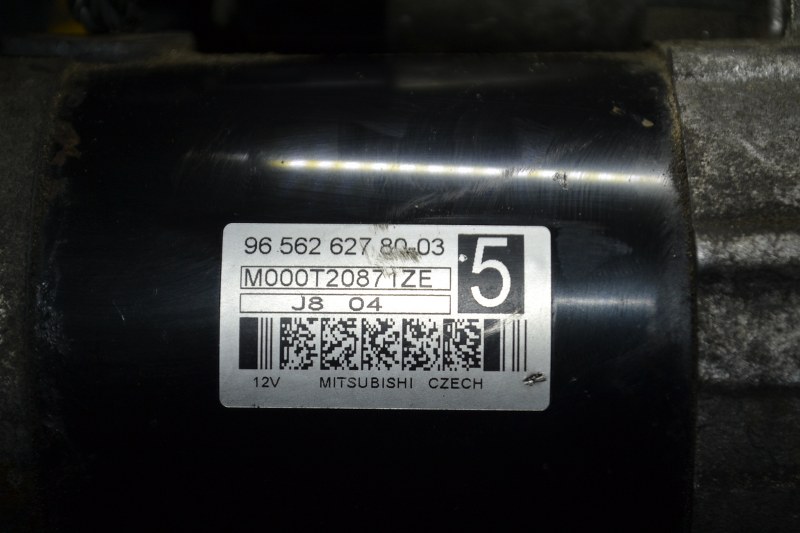 96 562 627 80-03
5
M000T20871ZE
J8 04
12V MITSUBISHI CZECH